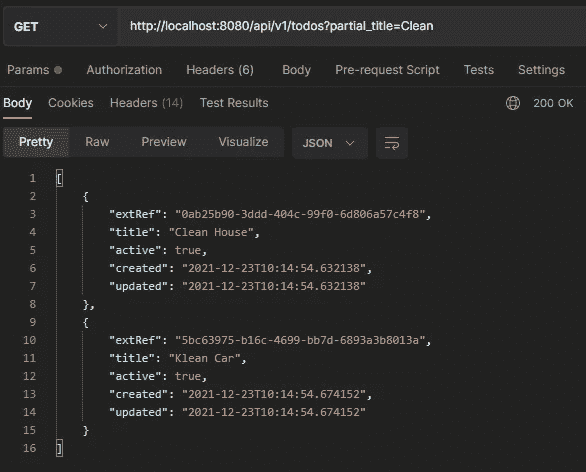 GET http://localhost:8080/api/v1/todos?partial_title=Clean
Params Authorization Headers (6) Body Pre-request Script Tests Settings
Body Cookies Headers (14) Test Results 200 OK
Pretty Raw Preview Visualize JSON
1 [
2 {
3 "extRef": "0ab25b90-3ddd-404c-99f0-6d806a57c4f8",
4 "title": "Clean House",
5 "active": true,
6 "created": "2021-12-23T10:14:54.632138",
7 "updated": "2021-12-23T10:14:54.632138"
8 },
9 {
10 "extRef": "5bc63975-b16c-4699-bb7d-6893a3b8013a",
11 "title": "Klean Car",
12 "active": true,
13 "created": "2021-12-23T10:14:54.674152",
14 "updated": "2021-12-23T10:14:54.674152"
15 }
16 ]